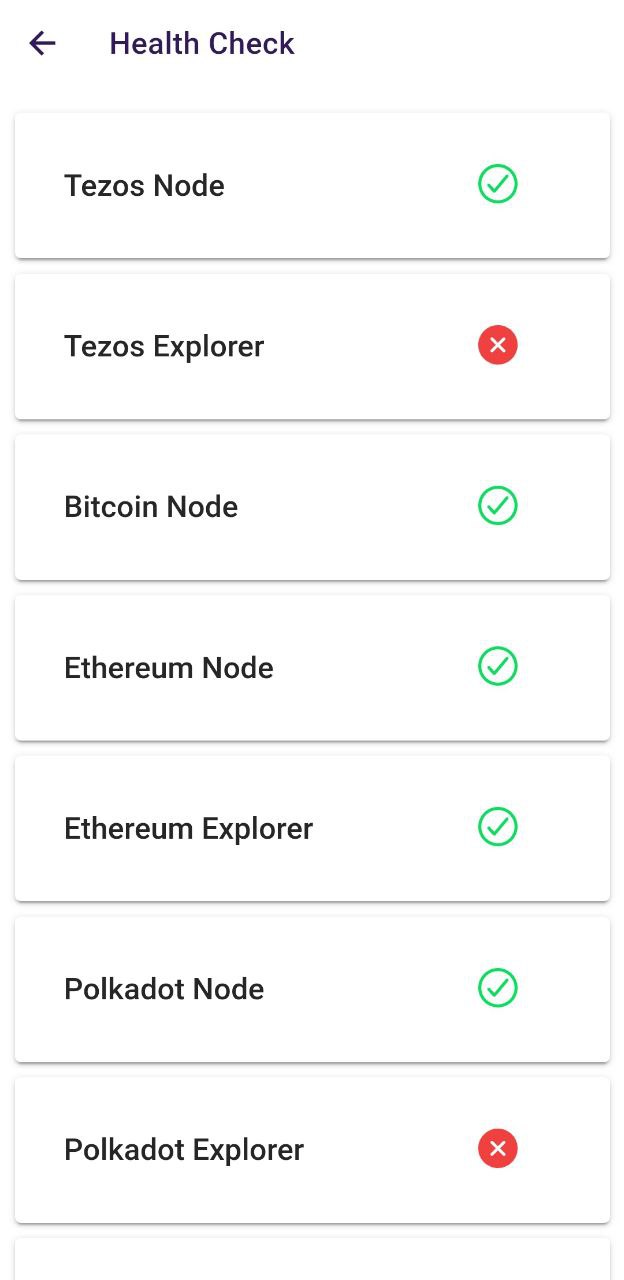 Health Check
Tezos Node
Tezos Explorer
Bitcoin Node
Ethereum Node
Ethereum Explorer
Polkadot Node
Polkadot Explorer